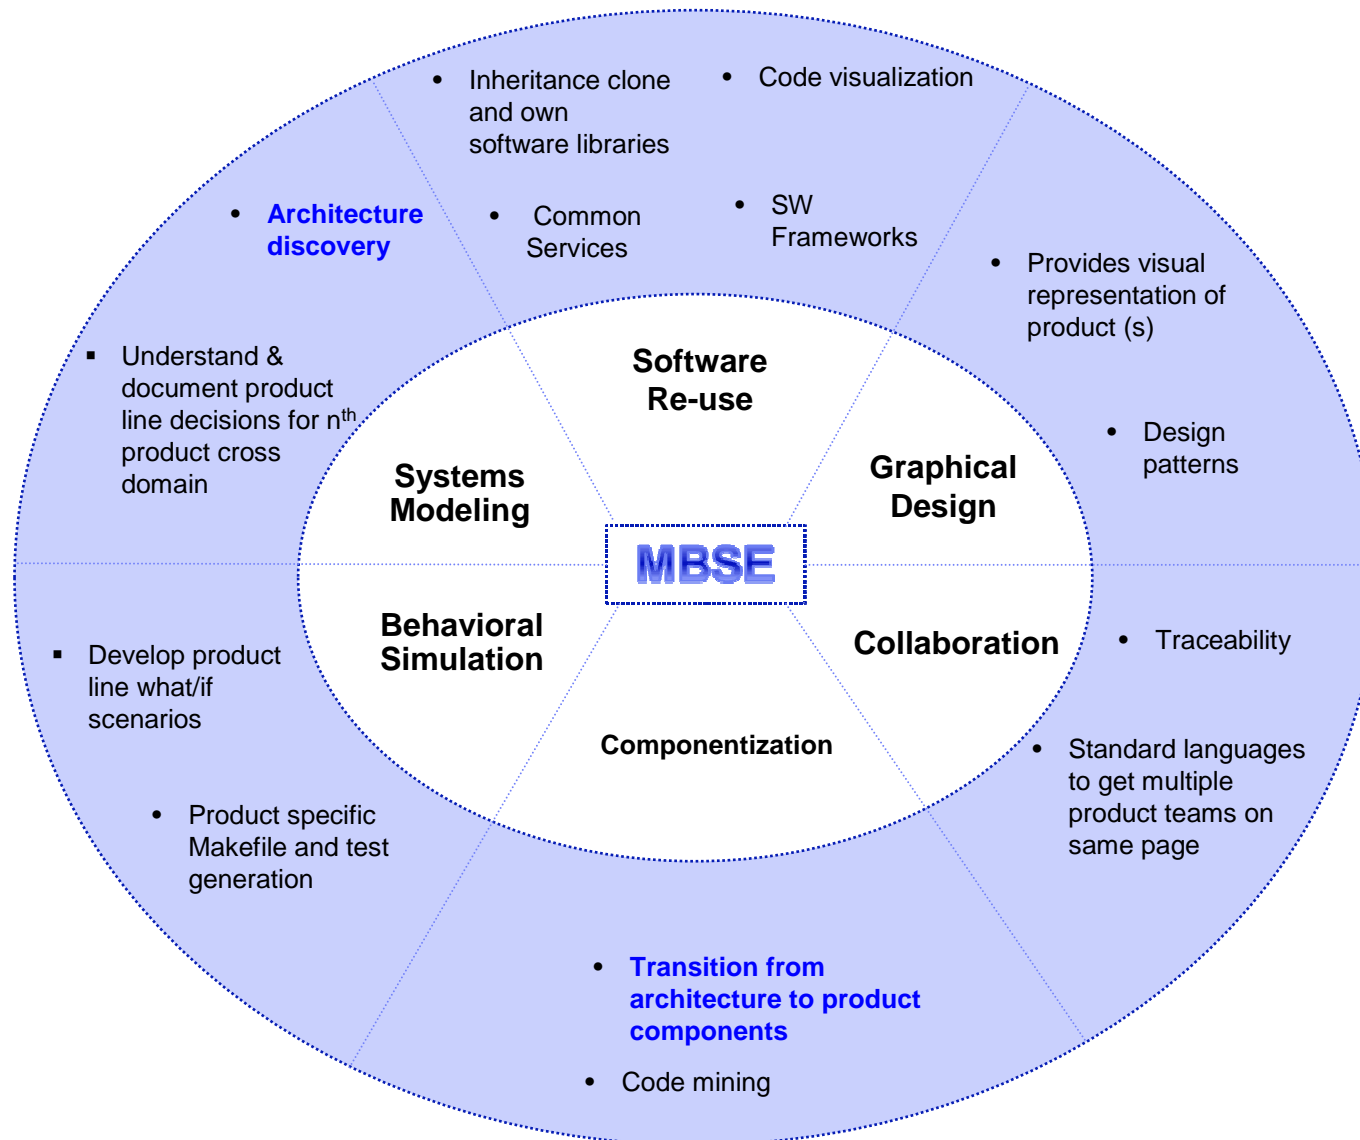 • Inheritance clone
and own
software libraries
• Code visualization
• Common
Services
• SW
Frameworks
• Architecture
discovery
▪ Understand &
document product
line decisions for nth
product cross
domain
• Provides visual
representation of
product (s)
• Design
patterns
Software
Re-use
Systems
Modeling
Graphical
Design
MBSE
Behavioral
Simulation
Collaboration
Componentization
▪ Develop product
line what/if
scenarios
• Product specific
Makefile and test
generation
• Traceability
• Standard languages
to get multiple
product teams on
same page
• Transition from
architecture to product
components
• Code mining